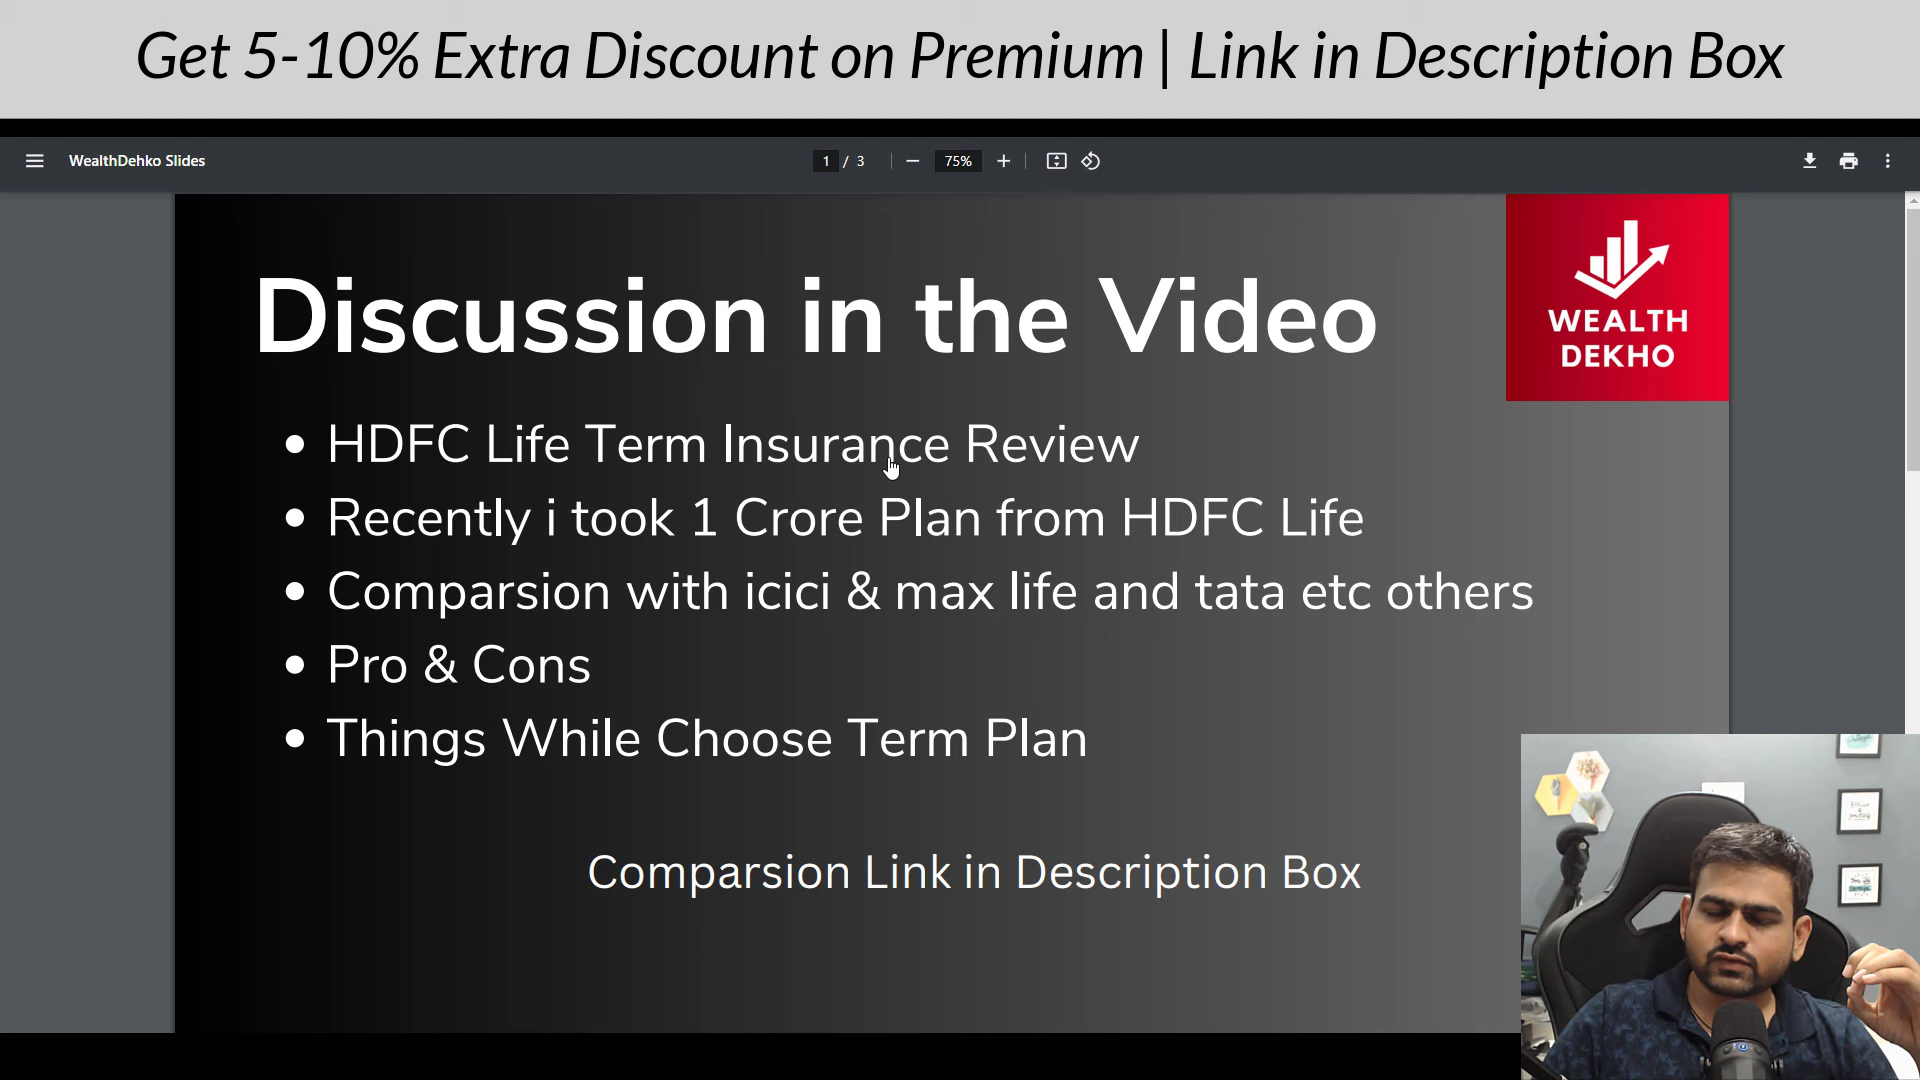 Get 5-10% Extra Discount on Premium | Link in Description Box
WealthDehko Slides
1 / 3
75%
WEALTH
DEKHO
Discussion in the Video
• HDFC Life Term Insurance Review
• Recently i took 1 Crore Plan from HDFC Life
• Comparsion with icici & max life and tata etc others
• Pro & Cons
• Things While Choose Term Plan
Comparsion Link in Description Box